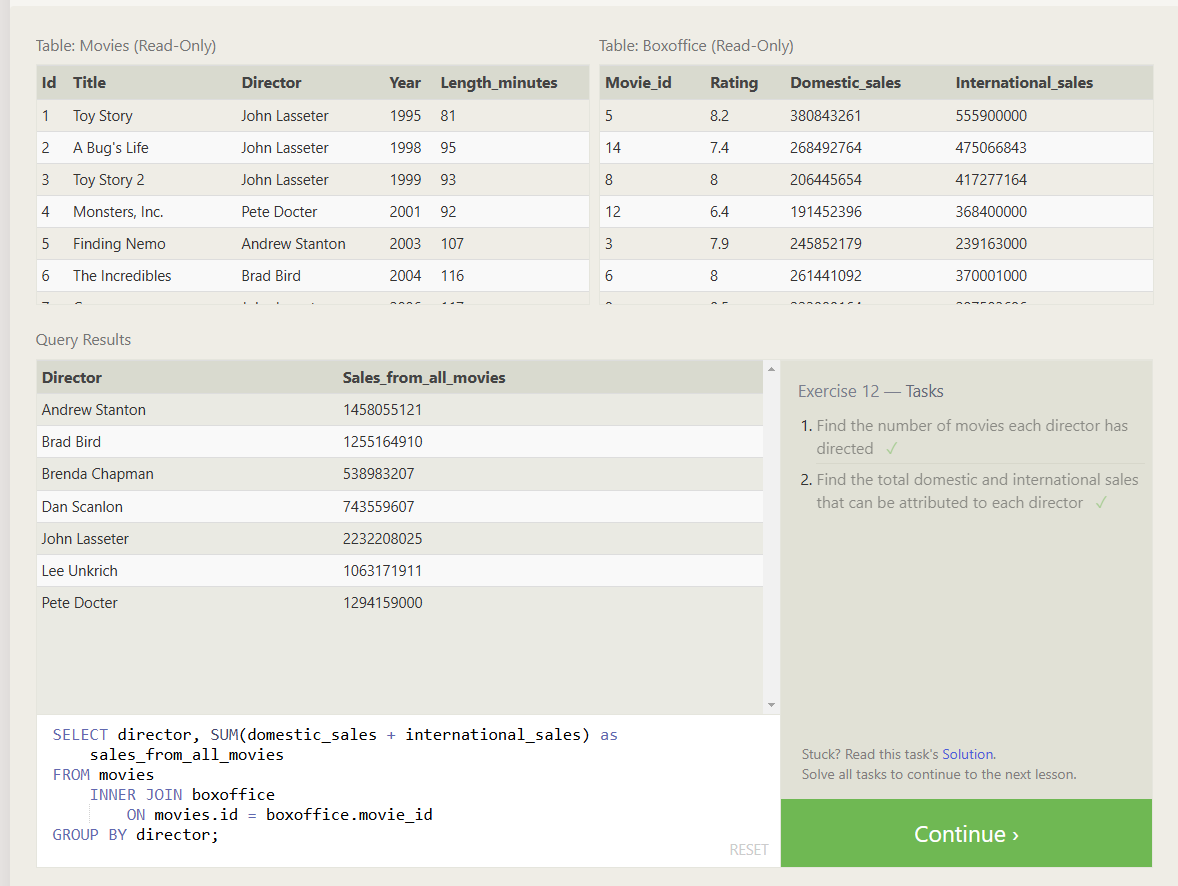 Table: Movies (Read-Only)
Id Title Director Year Length_minutes
1 Toy Story John Lasseter 1995 81
2 A Bug's Life John Lasseter 1998 95
3 Toy Story 2 John Lasseter 1999 93
4 Monsters, Inc. Pete Docter 2001 92
5 Finding Nemo Andrew Stanton 2003 107
6 The Incredibles Brad Bird 2004 116
Table: Boxoffice (Read-Only)
Movie_id Rating Domestic_sales International_sales
5 8.2 380843261 555900000
14 7.4 268492764 475066843
8 8 206445654 417277164
12 6.4 191452396 368400000
3 7.9 245852179 239163000
6 8 261441092 370001000
Query Results
Director Sales_from_all_movies
Andrew Stanton 1458055121
Brad Bird 1255164910
Brenda Chapman 538983207
Dan Scanlon 743559607
John Lasseter 2232208025
Lee Unkrich 1063171911
Pete Docter 1294159000
SELECT director, SUM(domestic_sales + international_sales) as
sales_from_all_movies
FROM movies
INNER JOIN boxoffice
ON movies.id = boxoffice.movie_id
GROUP BY director;
RESET
Exercise 12 — Tasks
1. Find the number of movies each director has
directed ✓
2. Find the total domestic and international sales
that can be attributed to each director ✓
Stuck? Read this task's Solution.
Solve all tasks to continue to the next lesson.
Continue ›